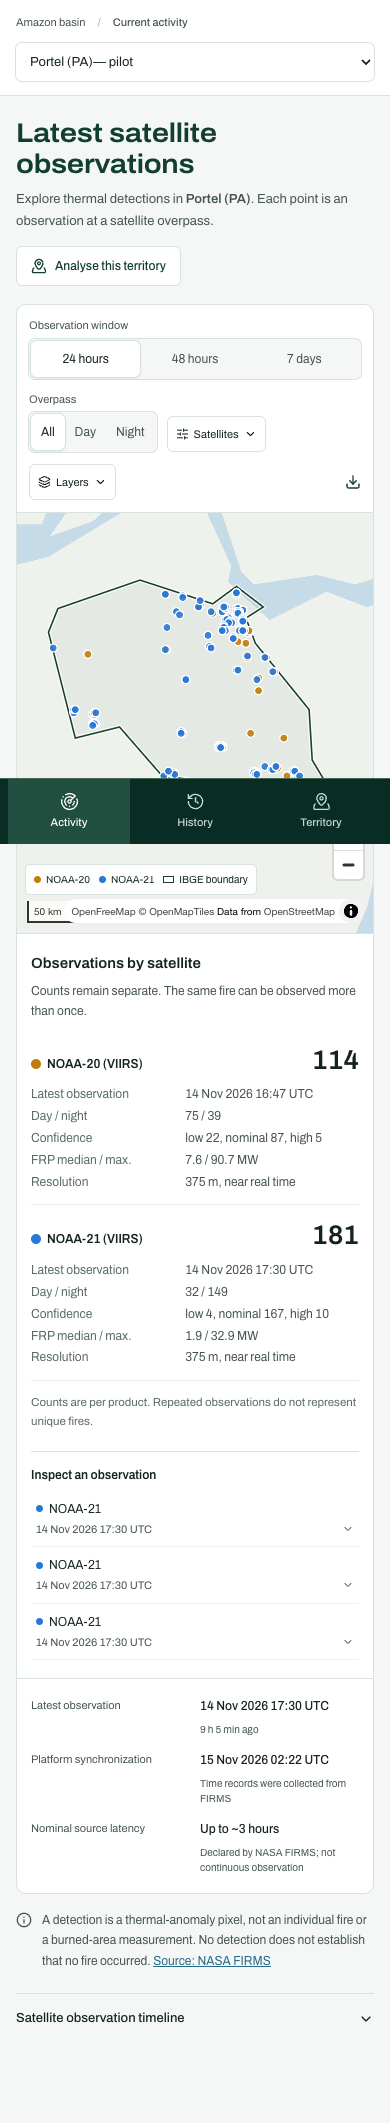 Amazon basin / Current activity
Portel (PA)— pilot
Latest satellite
observations
Explore thermal detections in Portel (PA). Each point is an
observation at a satellite overpass.
Analyse this territory
Observation window
24 hours 48 hours 7 days
Overpass
All Day Night Satellites
Layers
Activity History Territory
NOAA-20 NOAA-21 IBGE boundary
50 km OpenFreeMap © OpenMapTiles Data from OpenStreetMap
Observations by satellite
Counts remain separate. The same fire can be observed more
than once.
NOAA-20 (VIIRS) 114
Latest observation 14 Nov 2026 16:47 UTC
Day / night 75 / 39
Confidence low 22, nominal 87, high 5
FRP median / max. 7.6 / 90.7 MW
Resolution 375 m, near real time
NOAA-21 (VIIRS) 181
Latest observation 14 Nov 2026 17:30 UTC
Day / night 32 / 149
Confidence low 4, nominal 167, high 10
FRP median / max. 1.9 / 32.9 MW
Resolution 375 m, near real time
Counts are per product. Repeated observations do not represent
unique fires.
Inspect an observation
NOAA-21
14 Nov 2026 17:30 UTC
NOAA-21
14 Nov 2026 17:30 UTC
NOAA-21
14 Nov 2026 17:30 UTC
Latest observation 14 Nov 2026 17:30 UTC
9 h 5 min ago
Platform synchronization 15 Nov 2026 02:22 UTC
Time records were collected from
FIRMS
Nominal source latency Up to ~3 hours
Declared by NASA FIRMS; not
continuous observation
A detection is a thermal-anomaly pixel, not an individual fire or
a burned-area measurement. No detection does not establish
that no fire occurred. Source: NASA FIRMS
Satellite observation timeline